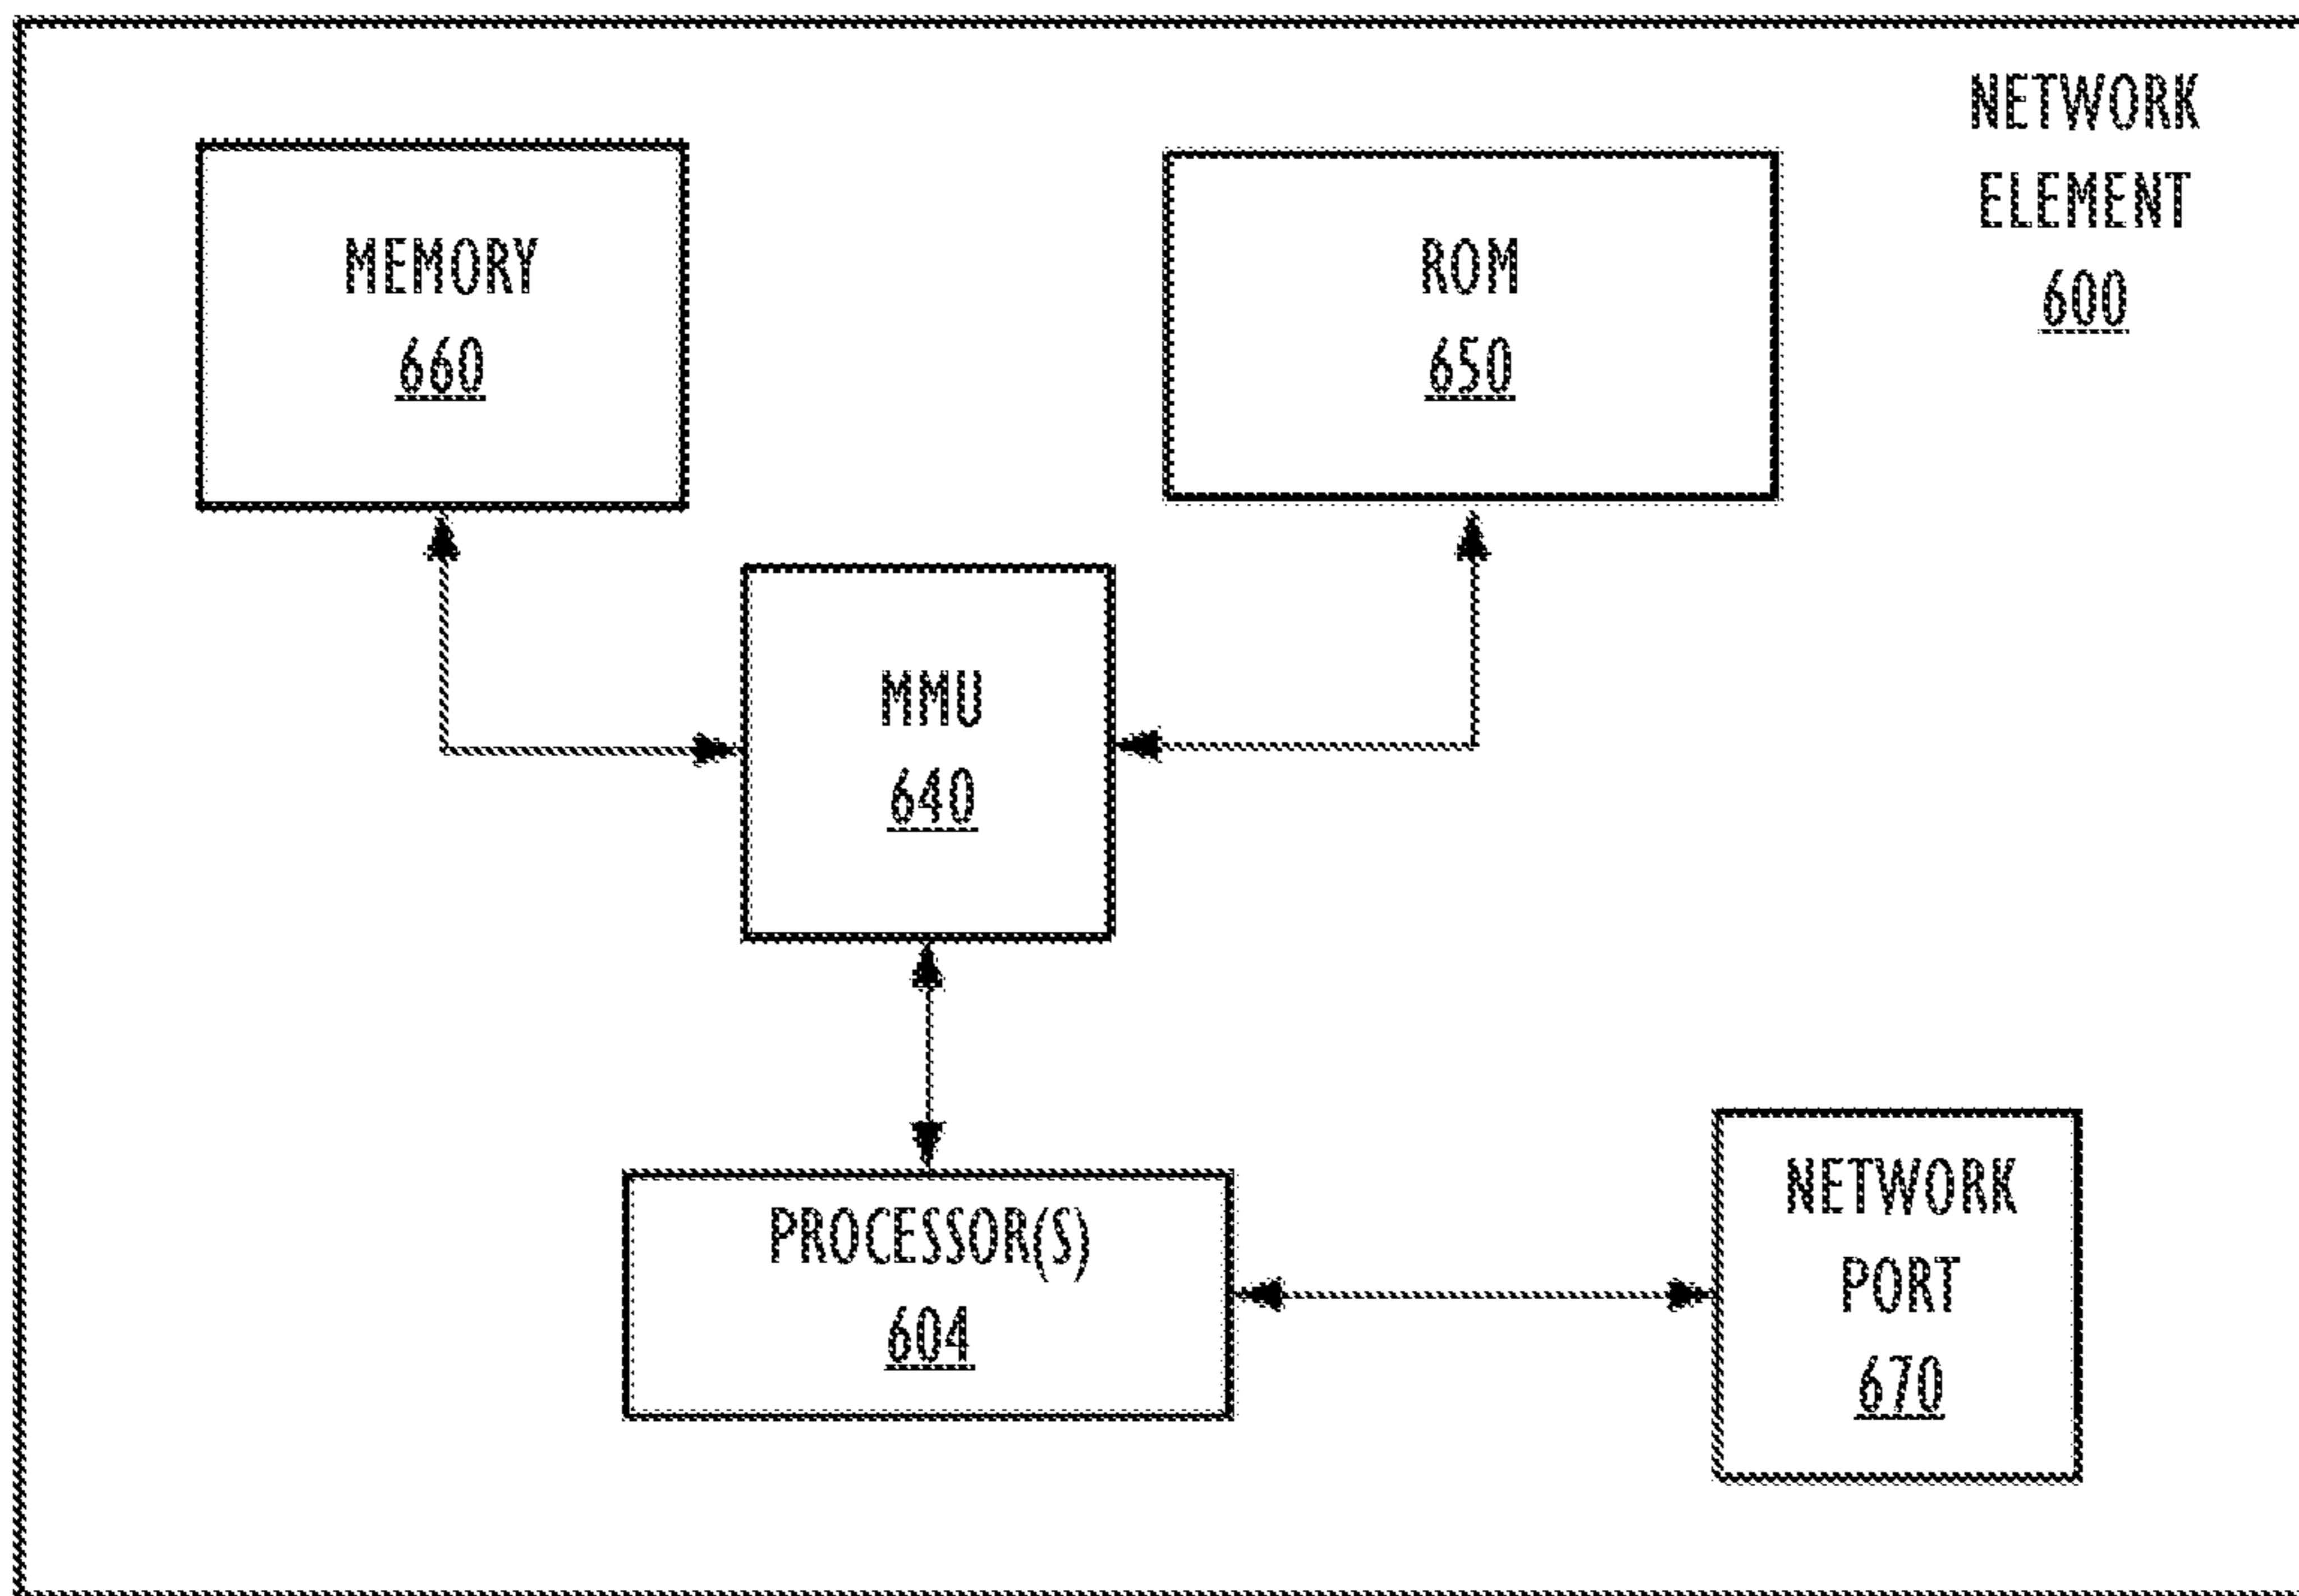 NETWORK
ELEMENT
600
MEMORY
660
ROM
650
MMU
640
PROCESSOR(S)
604
NETWORK
PORT
670